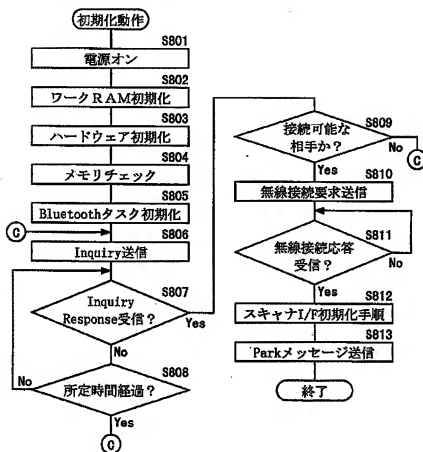 初期化動作
S801
電源オン
S802
ワークRAM初期化
S803
ハードウェア初期化
S804
メモリチェック
S805
Bluetoothタスク初期化
C
S806
Inquiry送信
S807
Inquiry
Response受信?
Yes
No
S808
所定時間経過?
No
Yes
C
S809
接続可能な
相手か?
No
C
Yes
S810
無線接続要求送信
S811
無線接続応答
受信?
No
Yes
S812
スキャナI/F初期化手順
S813
Parkメッセージ送信
終了